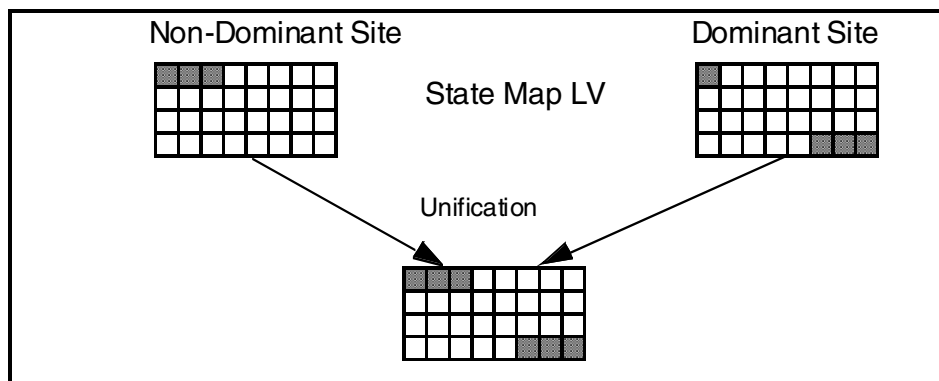 Non-Dominant Site
Dominant Site
State Map LV
Unification